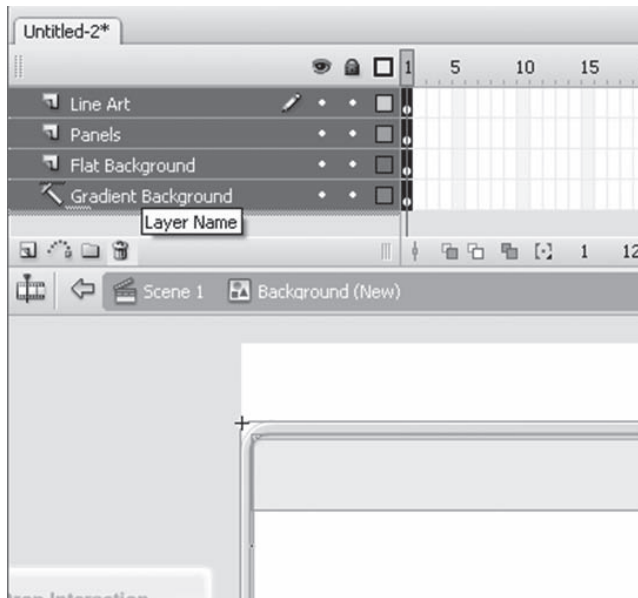 Untitled-2*
1 5 10 15
Line Art
Panels
Flat Background
Gradient Background
Layer Name
1 12
Scene 1 Background (New)
Interaction